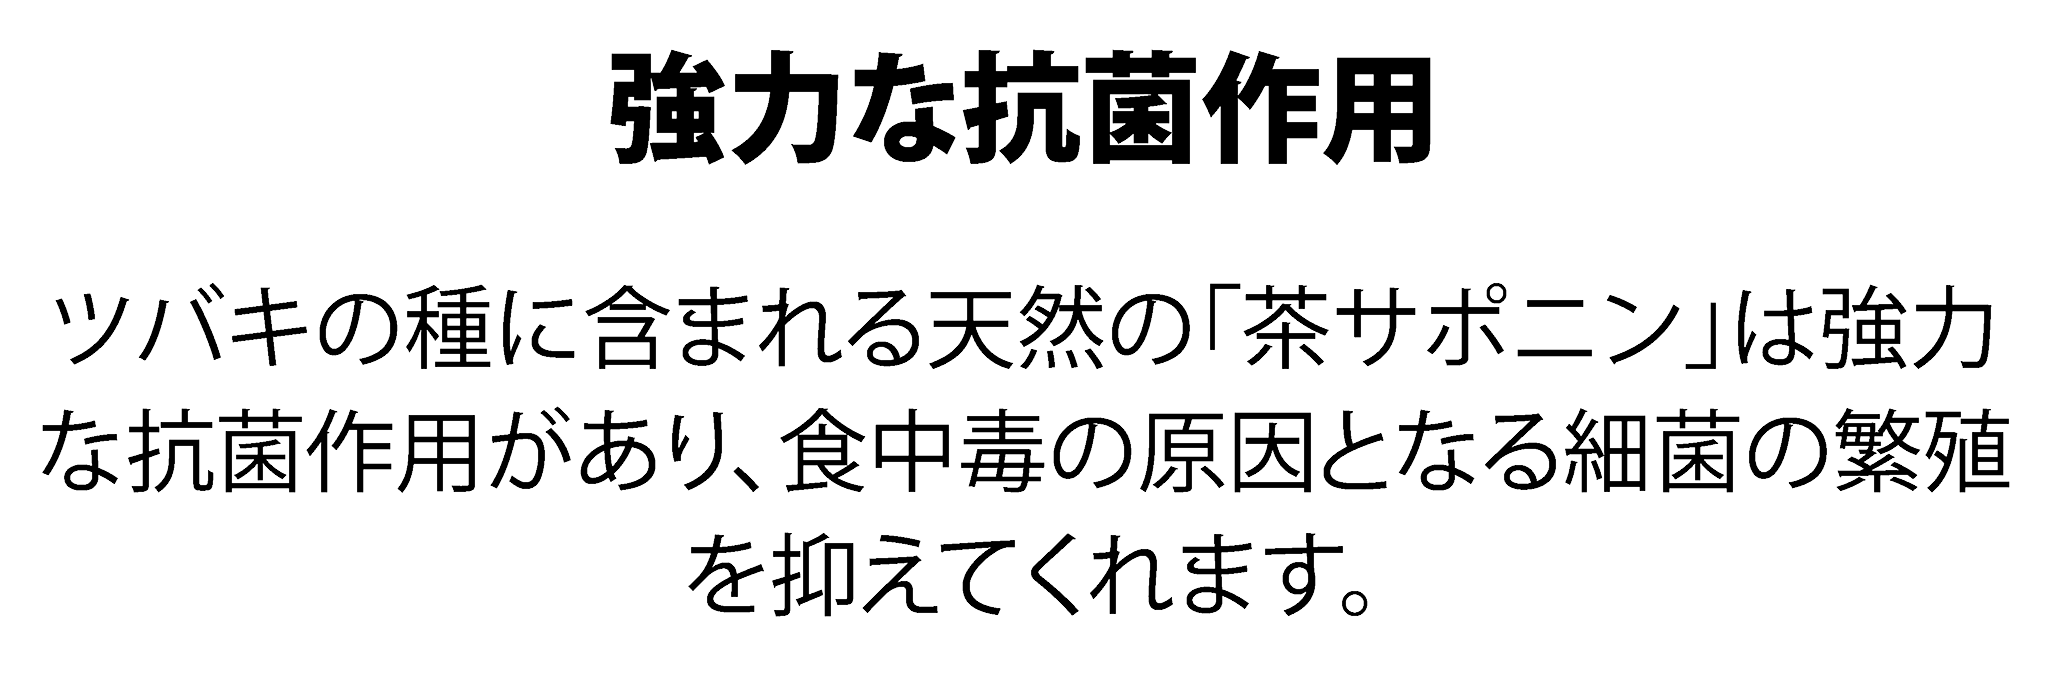 強力な抗菌作用
ツバキの種に含まれる天然の「茶サポニン」は強力
な抗菌作用があり、食中毒の原因となる細菌の繁殖
を抑えてくれます。